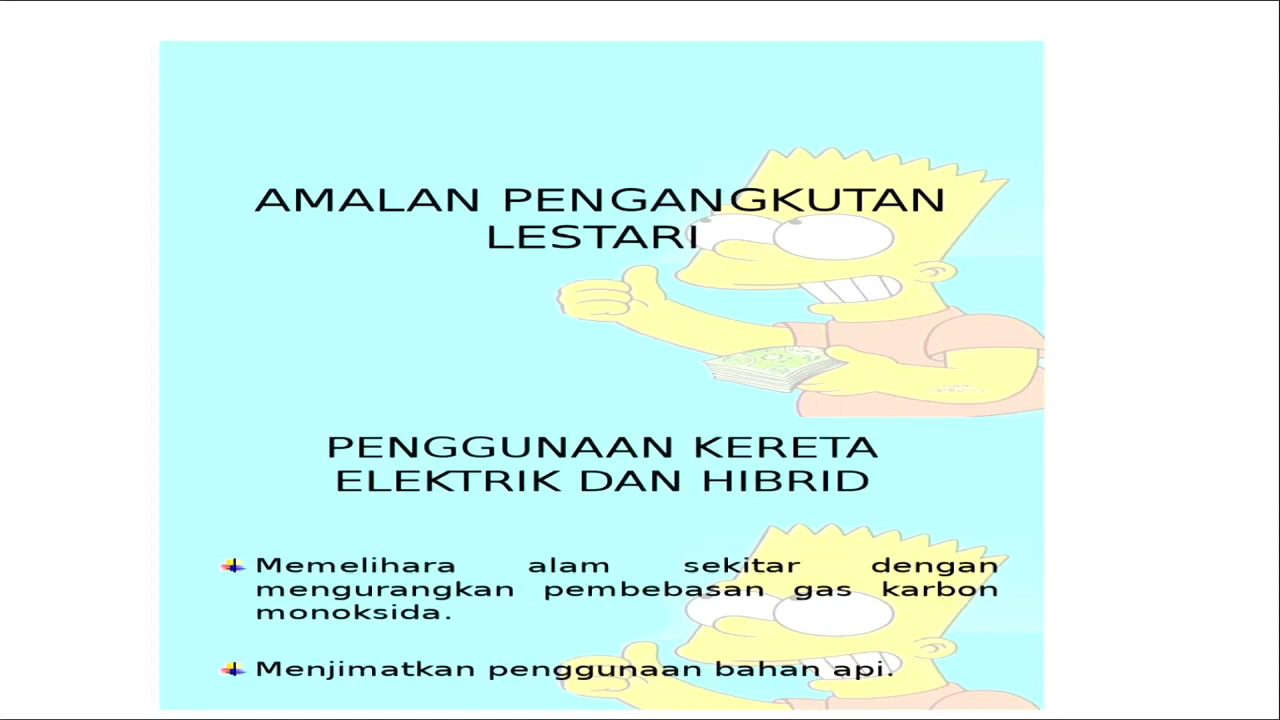 AMALAN PENGANGKUTAN
LESTARI
PENGGUNAAN KERETA
ELEKTRIK DAN HIBRID
Memelihara alam sekitar dengan
mengurangkan pembebasan gas karbon
monoksida.
Menjimatkan penggunaan bahan api.